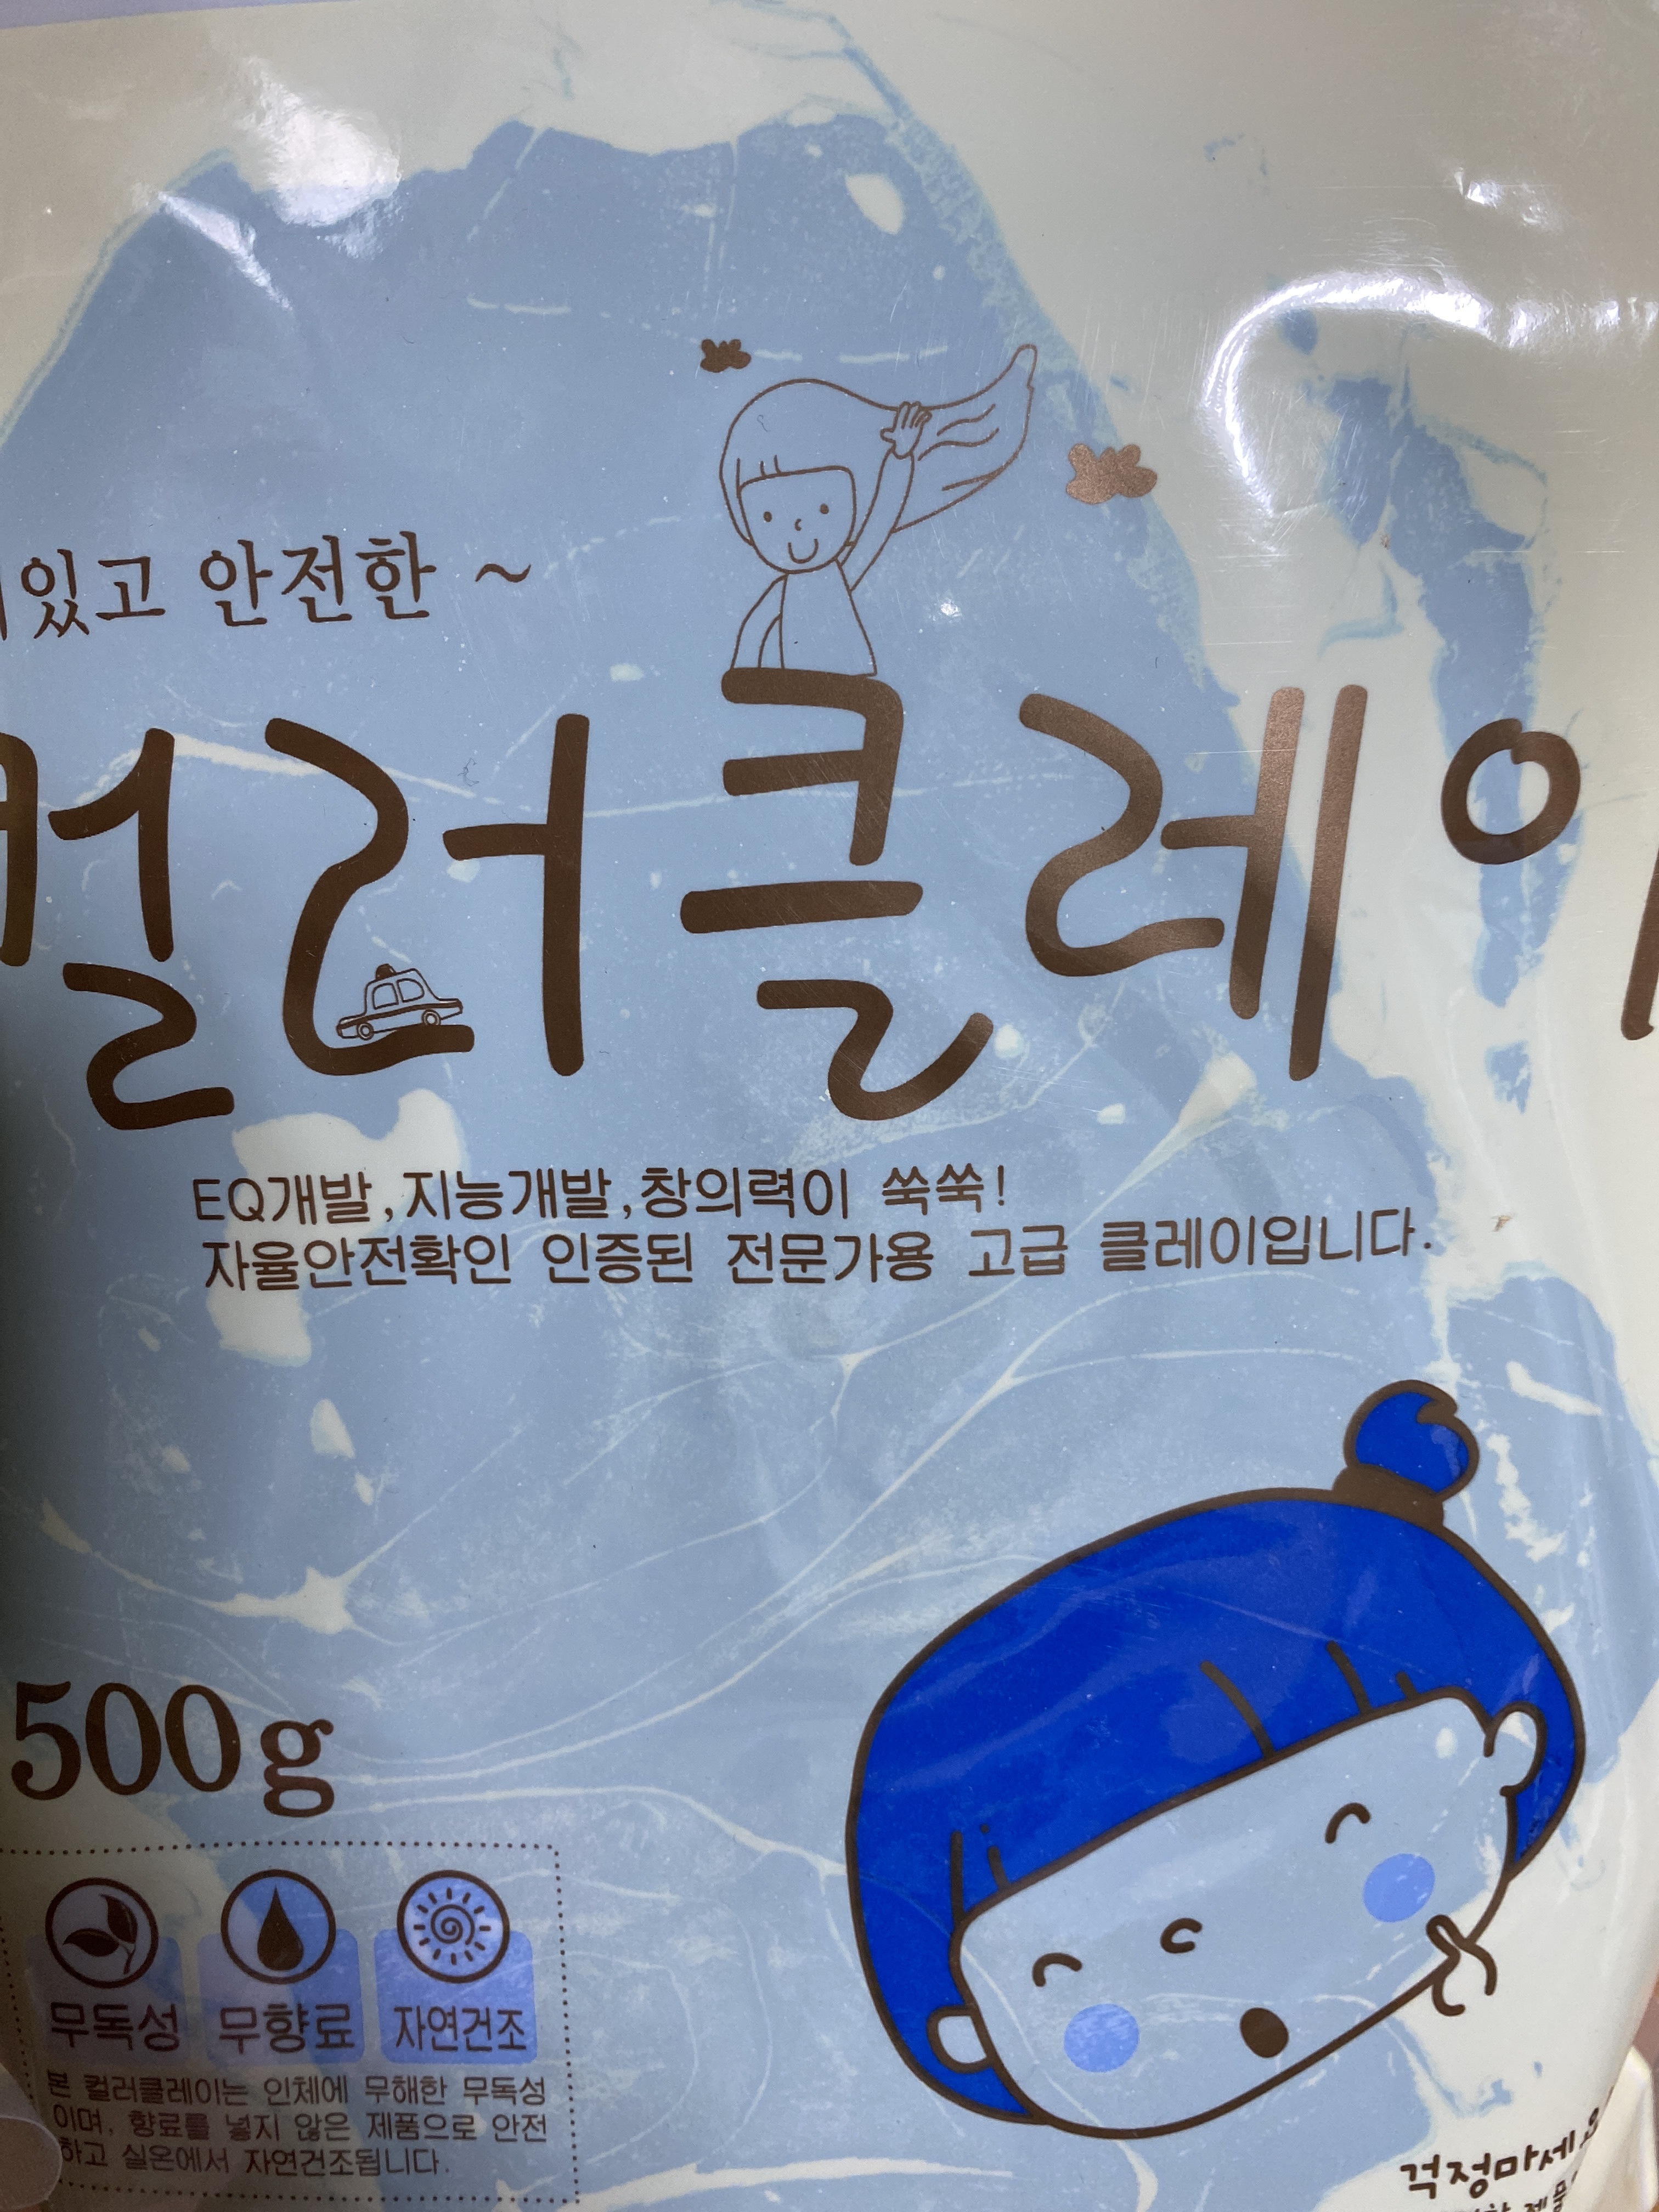 있고 안전한 ~
컬러클레이
EQ개발,지능개발,창의력이 쑥쑥!
자율안전확인 인증된 전문가용 고급 클레이입니다.
500g
무독성 무향료 자연건조
본 컬러클레이는 인체에 무해한 무독성
이며, 향료를 넣지 않은 제품으로 안전
하고 실온에서 자연건조됩니다.
걱정마세요